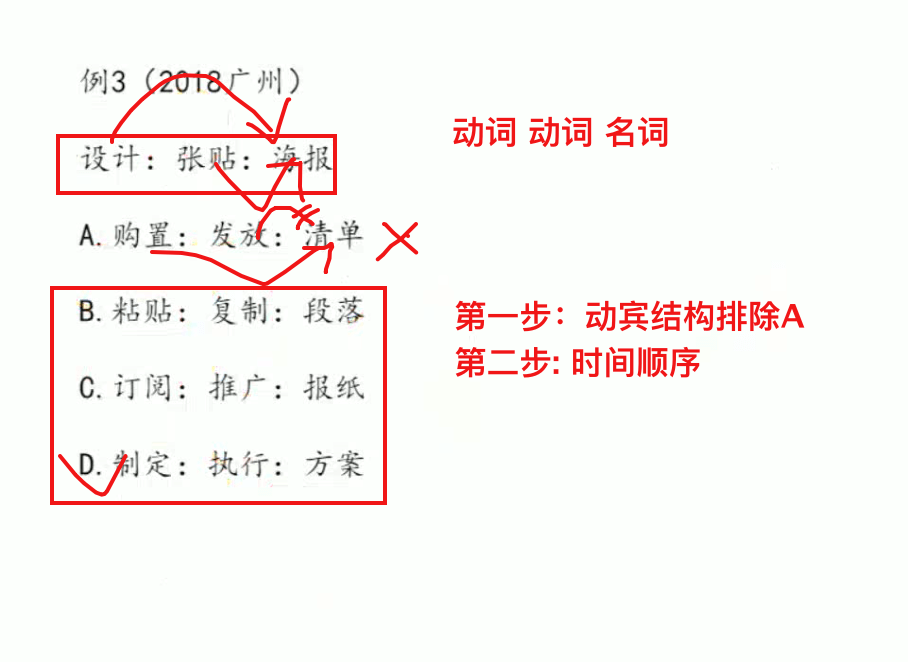 例3（2018广州）
动词 动词 名词
设计：张贴：海报
A.购置：发放：清单
B.粘贴：复制：段落
第一步：动宾结构排除A
第二步: 时间顺序
C.订阅：推广：报纸
D.制定：执行：方案